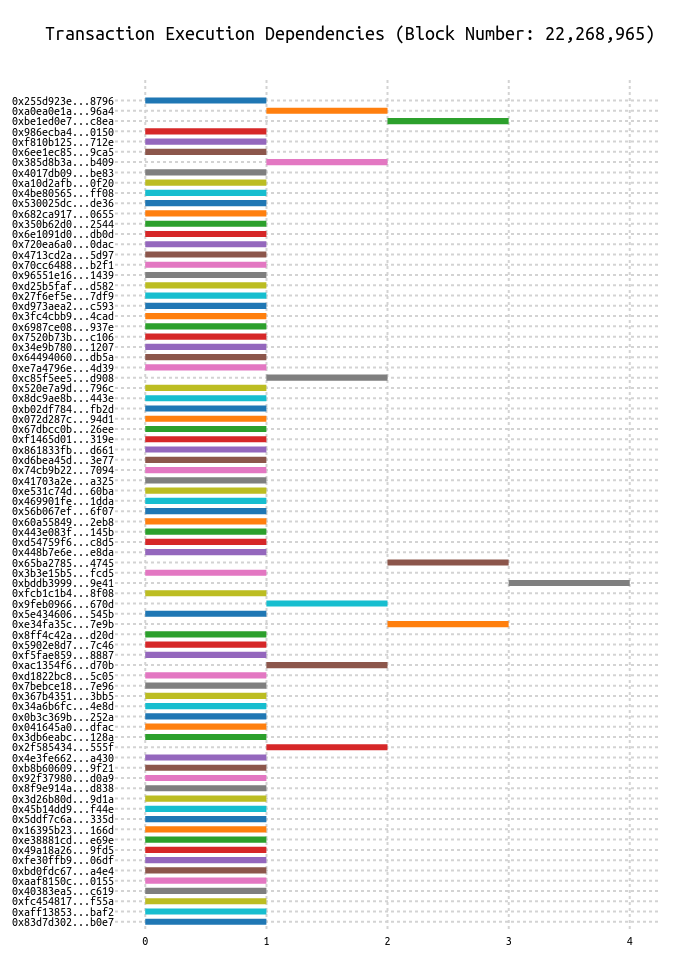 Transaction Execution Dependencies (Block Number: 22,268,965)
0x255d923e...8796
0xa0ea0e1a...96a4
0xbe1ed0e7...c8ea
0x986ecba4...0150
0xf810b125...712e
0x6ee1ec85...9ca5
0x385d8b3a...b409
0x4017db09...be83
0xa10d2afb...0f20
0x4be80565...ff08
0x530025dc...de36
0x682ca917...0655
0x350b62d0...2544
0x6e1091d0...db0d
0x720ea6a0...0dac
0x4713cd2a...5d97
0x70cc6488...b2f1
0x96551e16...1439
0xd25b5faf...d582
0x27f6ef5e...7df9
0xd973aea2...c593
0x3fc4cbb9...4cad
0x6987ce08...937e
0x7520b73b...c106
0x34e9b780...1207
0x64494060...db5a
0xe7a4796e...4d39
0xc85f5ee5...d908
0x520e7a9d...796c
0x8dc9ae8b...443e
0xb02df784...fb2d
0x072d287c...94d1
0x67dbcc0b...26ee
0xf1465d01...319e
0x861833fb...d661
0xd6bea45d...3e77
0x74cb9b22...7094
0x41703a2e...a325
0xe531c74d...60ba
0x469901fe...1dda
0x56b067ef...6f07
0x60a55849...2eb8
0x443e083f...145b
0xd54759f6...c8d5
0x448b7e6e...e8da
0x65ba2785...4745
0x3b3e15b5...fcd5
0xbddb3999...9e41
0xfcb1c1b4...8f08
0x9feb0966...670d
0x5e434606...545b
0xe34fa35c...7e9b
0x8ff4c42a...d20d
0x5902e8d7...7c46
0xf5fae859...8887
0xac1354f6...d70b
0xd1822bc8...5c05
0x7bebce18...7e96
0x367b4351...3bb5
0x34a6b6fc...4e8d
0x0b3c369b...252a
0x041645a0...dfac
0x3db6eabc...128a
0x2f585434...555f
0x4e3fe662...a430
0xb8b60609...9f21
0x92f37980...d0a9
0x8f9e914a...d838
0x3d26b80d...9d1a
0x45b14dd9...f44e
0x5ddf7c6a...335d
0x16395b23...166d
0xe38881cd...e69e
0x49a18a26...9fd5
0xfe30ffb9...06df
0xbd0fdc67...a4e4
0xaaf8150c...0155
0x40383ea5...c619
0xfc454817...f55a
0xaff13853...baf2
0x83d7d302...b0e7
0 1 2 3 4